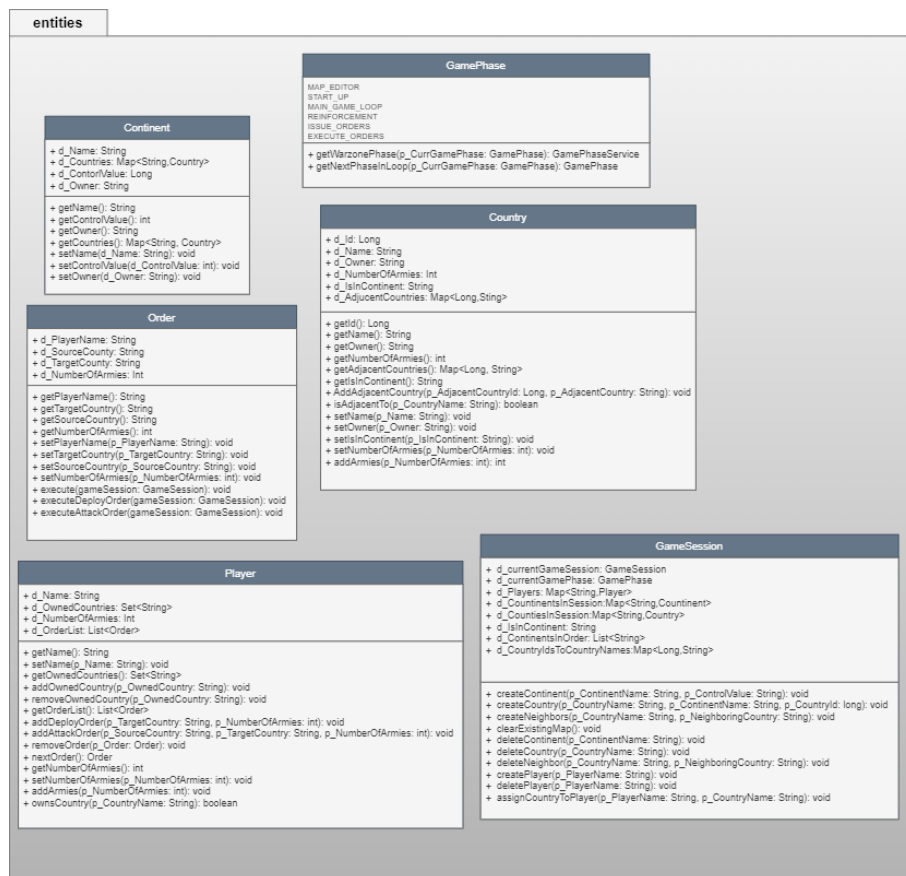 entities
GamePhase
MAP_EDITOR
START_UP
MAIN_GAME_LOOP
REINFORCEMENT
ISSUE_ORDERS
EXECUTE_ORDERS
+ getWarzonePhase(p_CurrGamePhase: GamePhase): GamePhaseService
+ getNextPhaseInLoop(p_CurrGamePhase: GamePhase): GamePhase
Continent
+ d_Name: String
+ d_Countries: Map<String,Country>
+ d_ContorlValue: Long
+ d_Owner: String
+ getName(): String
+ getControlValue(): int
+ getOwner(): String
+ getCountries(): Map<String, Country>
+ setName(d_Name: String): void
+ setControlValue(d_ControlValue: int): void
+ setOwner(d_Owner: String): void
Country
+ d_Id: Long
+ d_Name: String
+ d_Owner: String
+ d_NumberOfArmies: Int
+ d_IsInContinent: String
+ d_AdjucentCountries: Map<Long,Sting>
+ getId(): Long
+ getName(): String
+ getOwner(): String
+ getNumberOfArmies(): int
+ getAdjacentCountries(): Map<Long, String>
+ getIsInContinent(): String
+ AddAdjacentCountry(p_AdjacentCountryId: Long, p_AdjacentCountry: String): void
+ isAdjacentTo(p_CountryName: String): boolean
+ setName(p_Name: String): void
+ setOwner(p_Owner: String): void
+ setIsInContinent(p_IsInContinent: String): void
+ setNumberOfArmies(p_NumberOfArmies: int): void
+ addArmies(p_NumberOfArmies: int): int
Order
+ d_PlayerName: String
+ d_SourceCounty: String
+ d_TargetCounty: String
+ d_NumberOfArmies: Int
+ getPlayerName(): String
+ getTargetCountry(): String
+ getSourceCountry(): String
+ getNumberOfArmies(): int
+ setPlayerName(p_PlayerName: String): void
+ setTargetCountry(p_TargetCountry: String): void
+ setSourceCountry(p_SourceCountry: String): void
+ setNumberOfArmies(p_NumberOfArmies: int): void
+ execute(gameSession: GameSession): void
+ executeDeployOrder(gameSession: GameSession): void
+ executeAttackOrder(gameSession: GameSession): void
Player
+ d_Name: String
+ d_OwnedCountries: Set<String>
+ d_NumberOfArmies: Int
+ d_OrderList: List<Order>
+ getName(): String
+ setName(p_Name: String): void
+ getOwnedCountries(): Set<String>
+ addOwnedCountry(p_OwnedCountry: String): void
+ removeOwnedCountry(p_OwnedCountry: String): void
+ getOrderList(): List<Order>
+ addDeployOrder(p_TargetCountry: String, p_NumberOfArmies: int): void
+ addAttackOrder(p_SourceCountry: String, p_TargetCountry: String, p_NumberOfArmies: int): void
+ removeOrder(p_Order: Order): void
+ nextOrder(): Order
+ getNumberOfArmies(): int
+ setNumberOfArmies(p_NumberOfArmies: int): void
+ addArmies(p_NumberOfArmies: int): void
+ ownsCountry(p_CountryName: String): boolean
GameSession
+ d_currentGameSession: GameSession
+ d_currentGamePhase: GamePhase
+ d_Players: Map<String,Player>
+ d_CountinentsInSession:Map<String,Countinent>
+ d_CountiesInSession:Map<String,Country>
+ d_IsInContinent: String
+ d_ContinentsInOrder: List<String>
+ d_CountryIdsToCountryNames:Map<Long,String>
+ createContinent(p_ContinentName: String, p_ControlValue: String): void
+ createCountry(p_CountryName: String, p_ContinentName: String, p_CountryId: long): void
+ createNeighbors(p_CountryName: String, p_NeighboringCountry: String): void
+ clearExistingMap(): void
+ deleteContinent(p_ContinentName: String): void
+ deleteCountry(p_CountryName: String): void
+ deleteNeighbor(p_CountryName: String, p_NeighboringCountry: String): void
+ createPlayer(p_PlayerName: String): void
+ deletePlayer(p_PlayerName: String): void
+ assignCountryToPlayer(p_PlayerName: String, p_CountryName: String): void